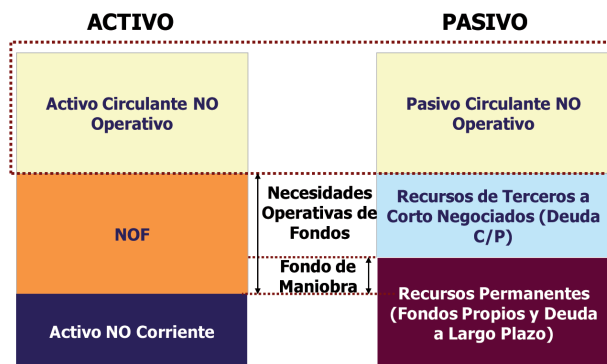 ACTIVO
PASIVO
Activo Circulante NO
Operativo
Pasivo Circulante NO
Operativo
NOF
Necesidades
Operativas de
Fondos
Recursos de Terceros a
Corto Negociados (Deuda
C/P)
Fondo de
Maniobra
Activo NO Corriente
Recursos Permanentes
(Fondos Propios y Deuda
a Largo Plazo)